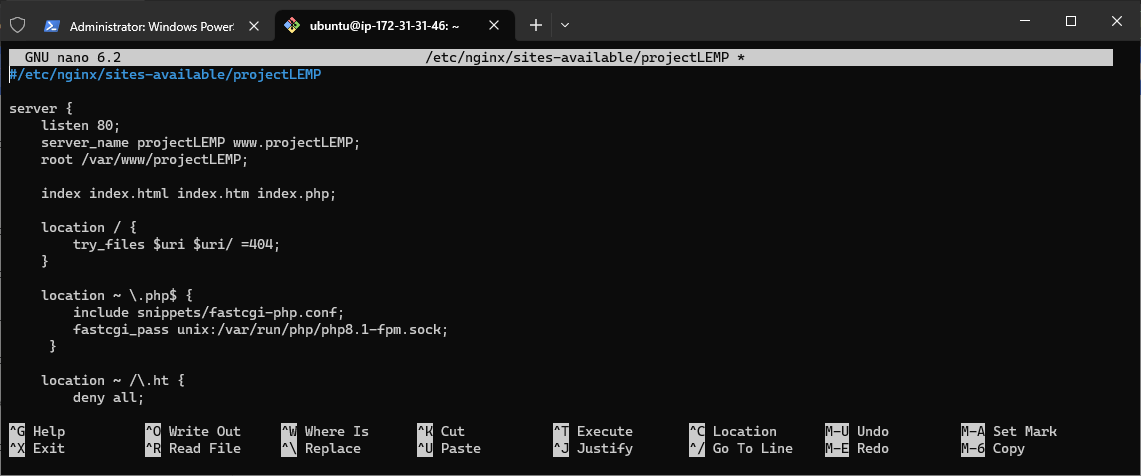 Administrator: Windows Power ubuntu@ip-172-31-31-46: ~
GNU nano 6.2 /etc/nginx/sites-available/projectLEMP *
#/etc/nginx/sites-available/projectLEMP
server {
    listen 80;
    server_name projectLEMP www.projectLEMP;
    root /var/www/projectLEMP;
    index index.html index.htm index.php;
    location / {
        try_files $uri $uri/ =404;
    }
    location ~ \.php$ {
        include snippets/fastcgi-php.conf;
        fastcgi_pass unix:/var/run/php/php8.1-fpm.sock;
     }
    location ~ /\.ht {
        deny all;
^G Help ^O Write Out ^W Where Is ^K Cut ^T Execute ^C Location M-U Undo M-A Set Mark
^X Exit ^R Read File ^\ Replace ^U Paste ^J Justify ^/ Go To Line M-E Redo M-6 Copy